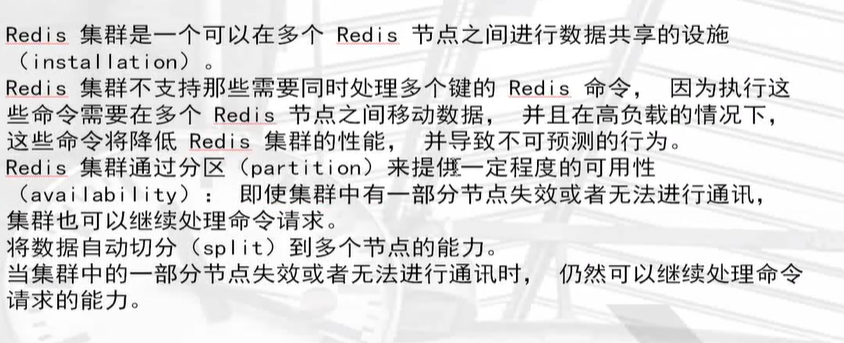 Redis 集群是一个可以在多个 Redis 节点之间进行数据共享的设施
（installation）。
Redis 集群不支持那些需要同时处理多个键的 Redis 命令， 因为执行这
些命令需要在多个 Redis 节点之间移动数据， 并且在高负载的情况下，
这些命令将降低 Redis 集群的性能， 并导致不可预测的行为。
Redis 集群通过分区（partition）来提供一定程度的可用性
（availability）： 即使集群中有一部分节点失效或者无法进行通讯，
集群也可以继续处理命令请求。
将数据自动切分（split）到多个节点的能力。
当集群中的一部分节点失效或者无法进行通讯时， 仍然可以继续处理命令
请求的能力。